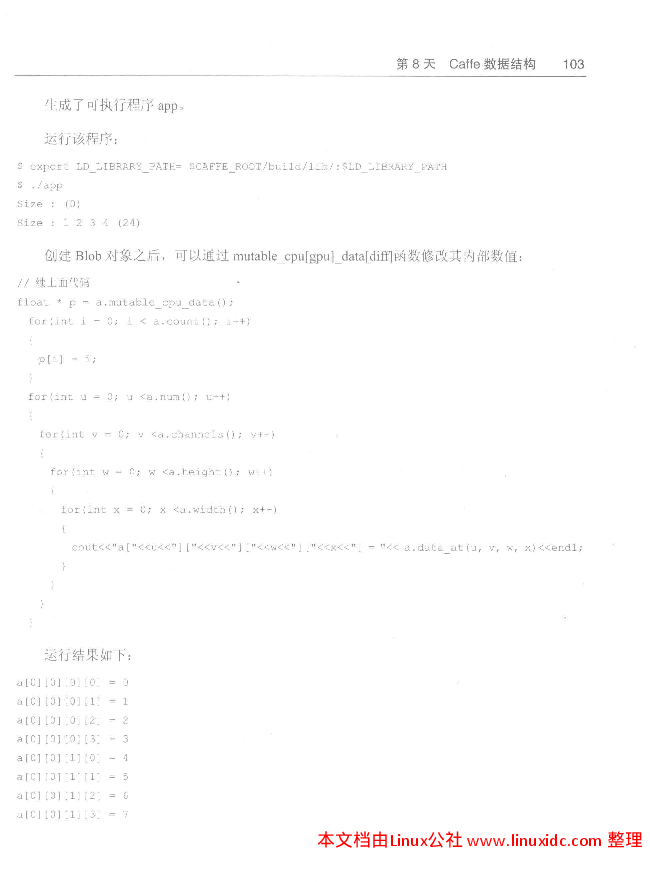 第 8 天 Caffe 数据结构 103
生成了可执行程序 app。
运行该程序：
$ export LD_LIBRARY_PATH= $CAFFE_ROOT/build/lib/:$LD_LIBRARY_PATH
$ ./app
Size : (0)
Size : 1 2 3 4 (24)
创建 Blob 对象之后，可以通过 mutable_cpu[gpu]_data[diff]函数修改其内部数值：
// 续上面代码
float * p = a.mutable_cpu_data();
for(int i = 0; i < a.count(); i++)
{
p[i] = i;
}
for(int u = 0; u <a.num(); u++)
{
for(int v = 0; v <a.channels(); v++)
{
for(int w = 0; w <a.height(); w++)
{
for(int x = 0; x <a.width(); x++)
{
cout<<"a["<<u<<"]["<<v<<"]["<<w<<"]["<<x<<"] = "<< a.data_at(u, v, w, x)<<endl;
}
}
}
}
运行结果如下：
a[0][0][0][0] = 0
a[0][0][0][1] = 1
a[0][0][0][2] = 2
a[0][0][0][3] = 3
a[0][0][1][0] = 4
a[0][0][1][1] = 5
a[0][0][1][2] = 6
a[0][0][1][3] = 7
本文档由Linux公社 www.linuxidc.com 整理